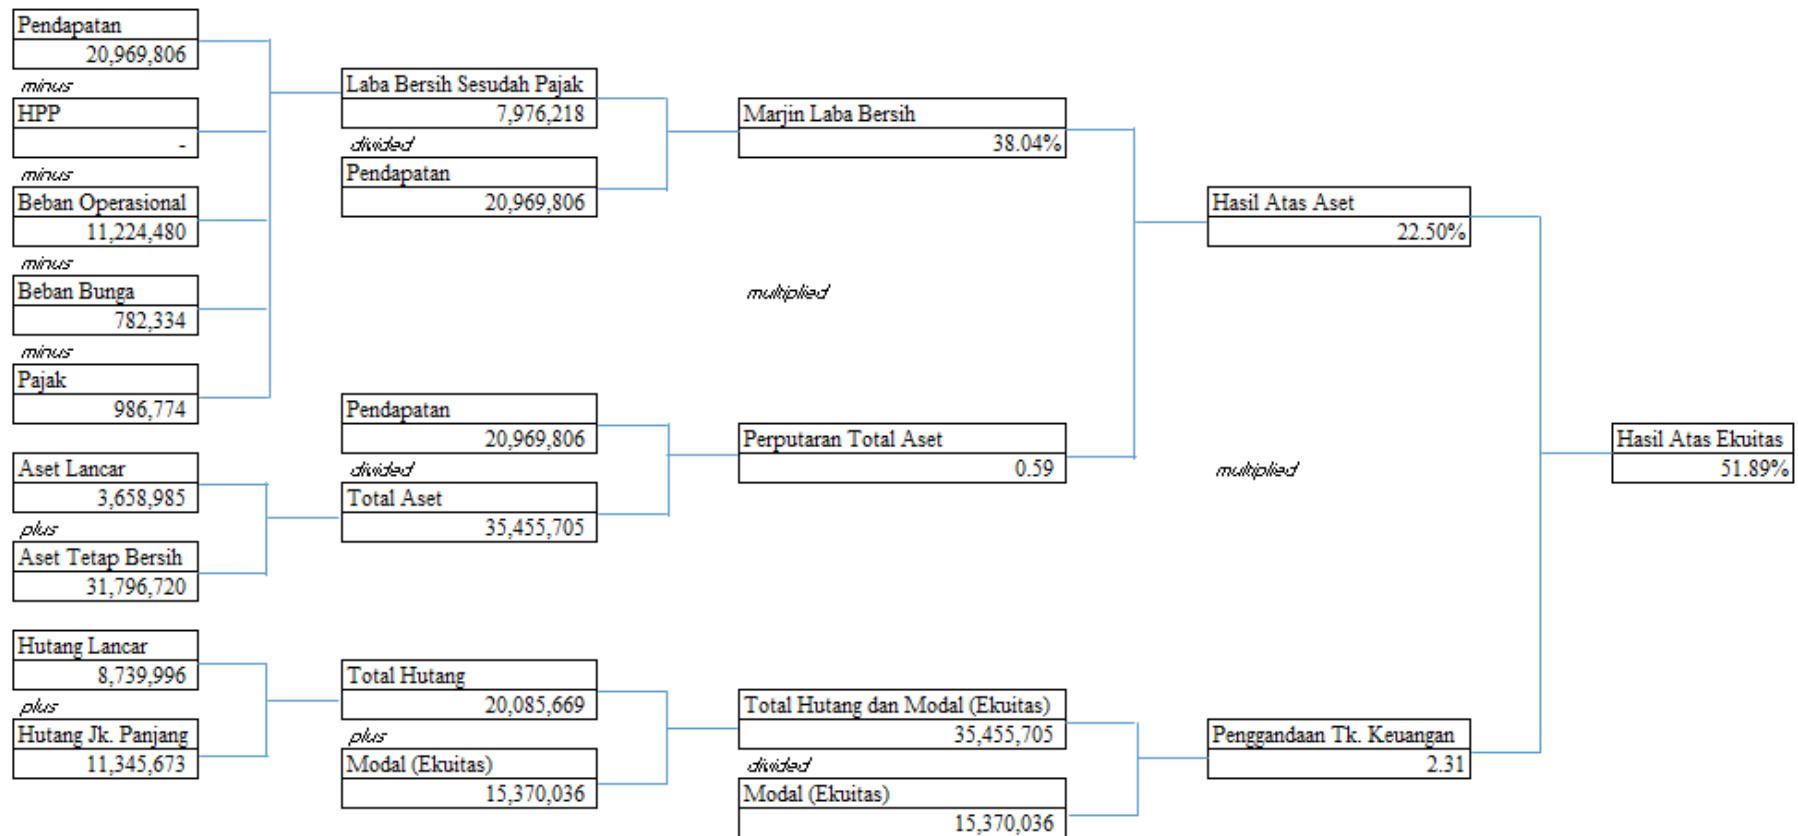 Pendapatan
20,969,806
minus
HPP
-
minus
Beban Operasional
11,224,480
minus
Beban Bunga
782,334
minus
Pajak
986,774
Aset Lancar
3,658,985
plus
Aset Tetap Bersih
31,796,720
Hutang Lancar
8,739,996
plus
Hutang Jk. Panjang
11,345,673
Laba Bersih Sesudah Pajak
7,976,218
divided
Pendapatan
20,969,806
Pendapatan
20,969,806
divided
Total Aset
35,455,705
Total Hutang
20,085,669
plus
Modal (Ekuitas)
15,370,036
Marjin Laba Bersih
38.04%
multiplied
Perputaran Total Aset
0.59
Total Hutang dan Modal (Ekuitas)
35,455,705
divided
Modal (Ekuitas)
15,370,036
Hasil Atas Aset
22.50%
multiplied
Penggandaan Tk. Keuangan
2.31
Hasil Atas Ekuitas
51.89%